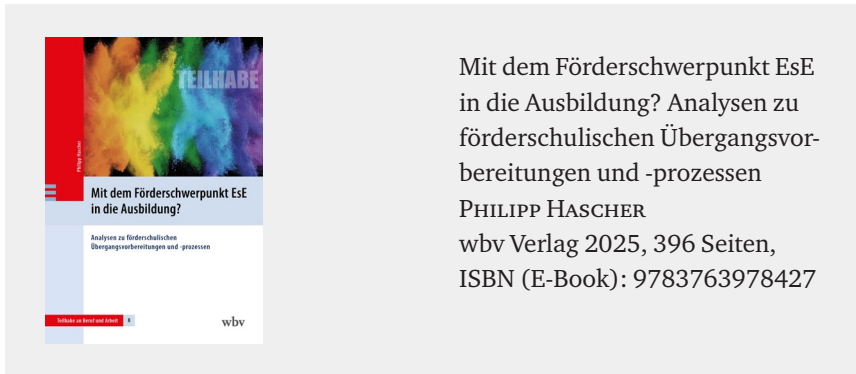 TEILHABE
Philipp Hascher
Mit dem Förderschwerpunkt EsE
in die Ausbildung?
Analysen zu förderschulischen
Übergangsvorbereitungen und -prozessen
Teilhabe an Beruf und Arbeit 8
wbv
Mit dem Förderschwerpunkt EsE
in die Ausbildung? Analysen zu
förderschulischen Übergangsvor-
bereitungen und -prozessen
PHILIPP HASCHER
wbv Verlag 2025, 396 Seiten,
ISBN (E-Book): 9783763978427